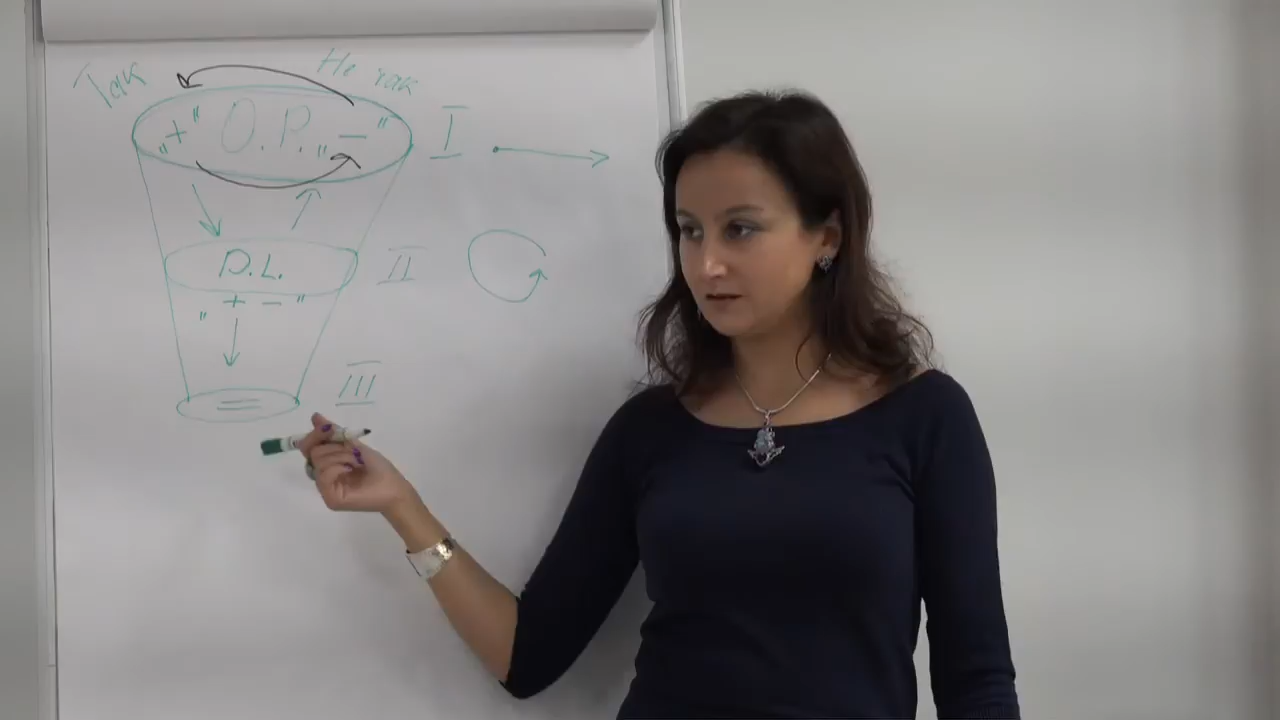 Так Не так
"+" О.Р. "-" I
D.L. II
" + - "
III
=